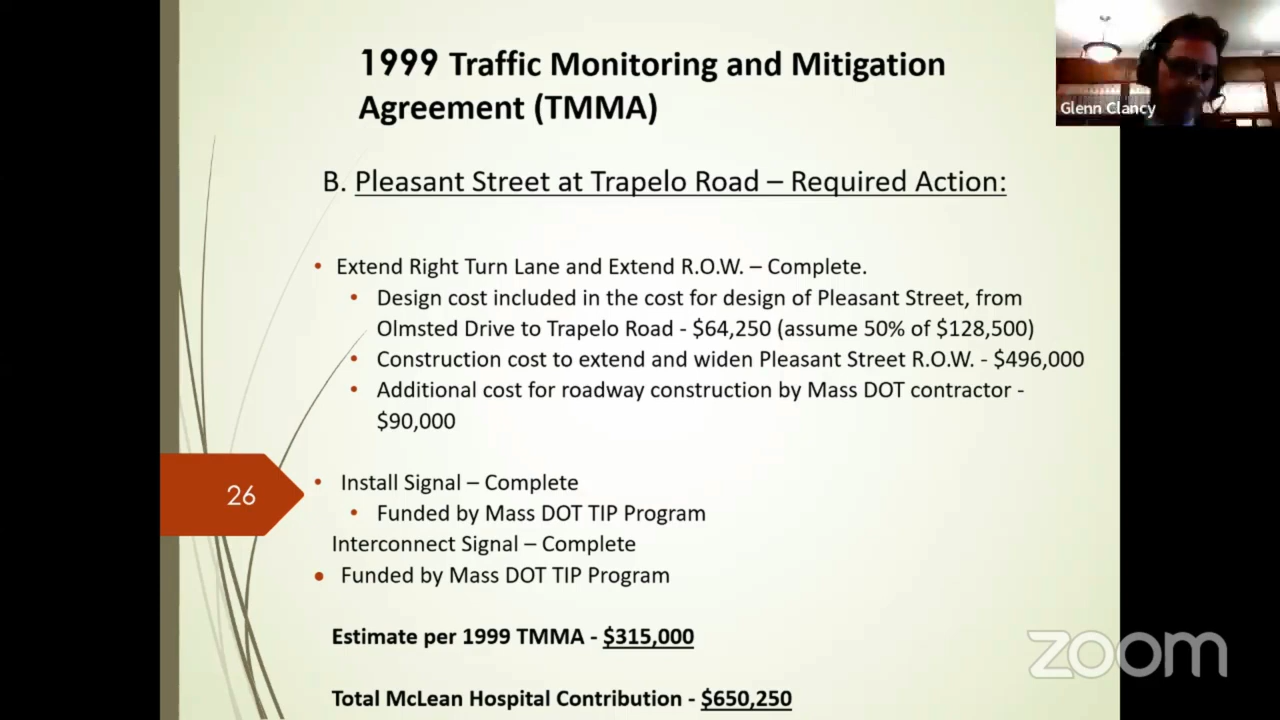 1999 Traffic Monitoring and Mitigation
Agreement (TMMA)
Glenn Clancy
B. Pleasant Street at Trapelo Road – Required Action:
• Extend Right Turn Lane and Extend R.O.W. – Complete.
• Design cost included in the cost for design of Pleasant Street, from
Olmsted Drive to Trapelo Road - $64,250 (assume 50% of $128,500)
• Construction cost to extend and widen Pleasant Street R.O.W. - $496,000
• Additional cost for roadway construction by Mass DOT contractor -
$90,000
26
• Install Signal – Complete
• Funded by Mass DOT TIP Program
Interconnect Signal – Complete
• Funded by Mass DOT TIP Program
Estimate per 1999 TMMA - $315,000
Total McLean Hospital Contribution - $650,250
zoom